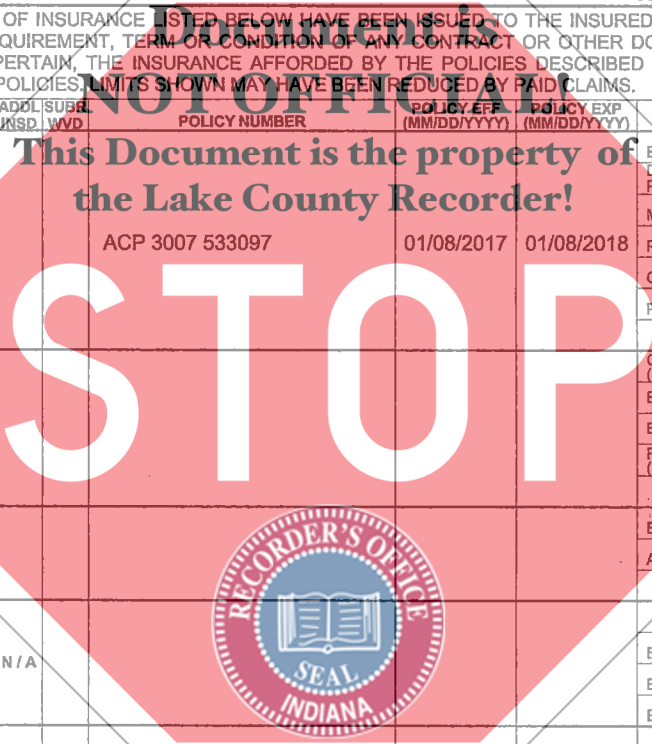 OF INSURANCE LISTED BELOW HAVE BEEN ISSUED TO THE INSURED
Document is
QUIREMENT, TERM OR CONDITION OF ANY CONTRACT OR OTHER DO
PERTAIN, THE INSURANCE AFFORDED BY THE POLICIES DESCRIBED
POLICIES. LIMITS SHOWN MAY HAVE BEEN REDUCED BY PAID CLAIMS.
NOT OFFICIAL!
ADDL SUBR POLICY EFF POLICY EXP
INSD WVD POLICY NUMBER (MM/DD/YYYY) (MM/DD/YYYY)
This Document is the property of
the Lake County Recorder!
ACP 3007 533097 01/08/2017 01/08/2018
STOP
RECORDER'S OFFICE
SEAL
INDIANA
N/A